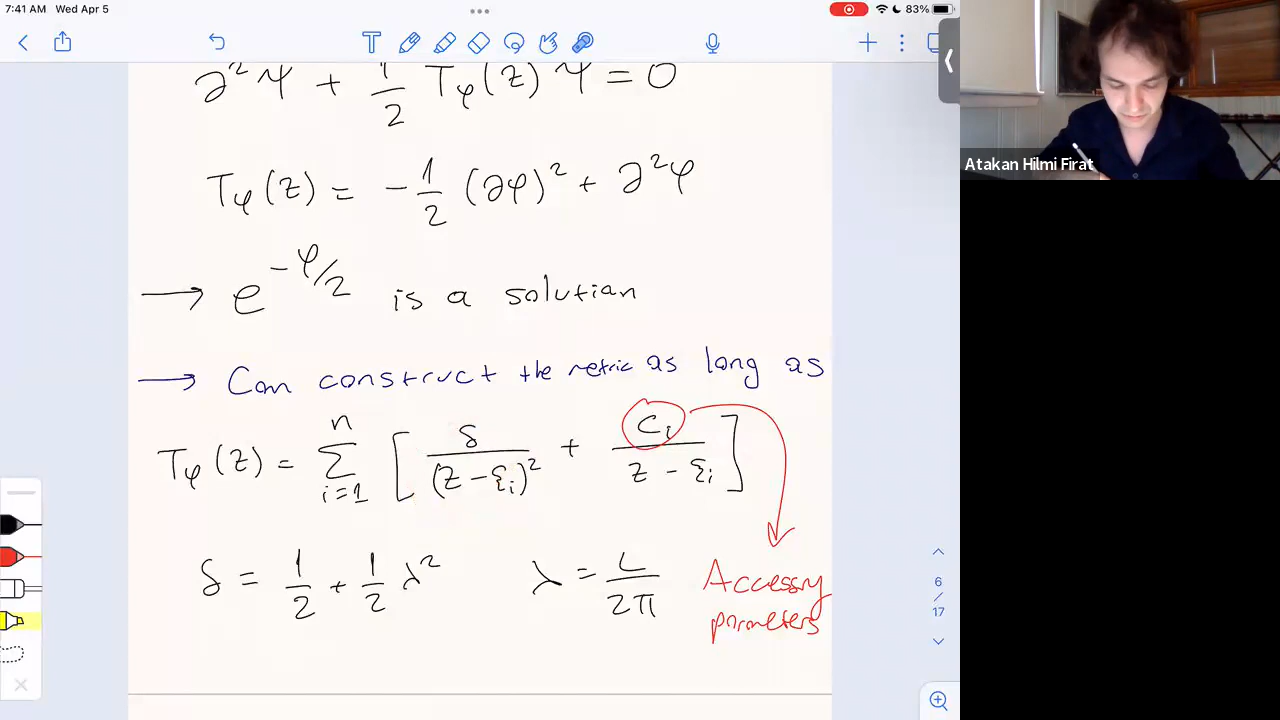 7:41 AM Wed Apr 5
83%
∂²ψ + 1/2 T_φ(z) ψ = 0
T_φ(z) = - 1/2 (∂φ)² + ∂²φ
→ e^{-φ/2} is a solution
→ Can construct the metric as long as
T_φ(z) = Σ_{i=1}^{n} [ δ/(z-ξ_i)² + c_i/(z-ξ_i) ]
δ = 1/2 + 1/2 λ² λ = L/2π Accessry
parameters
6
/
17
Atakan Hilmi Firat